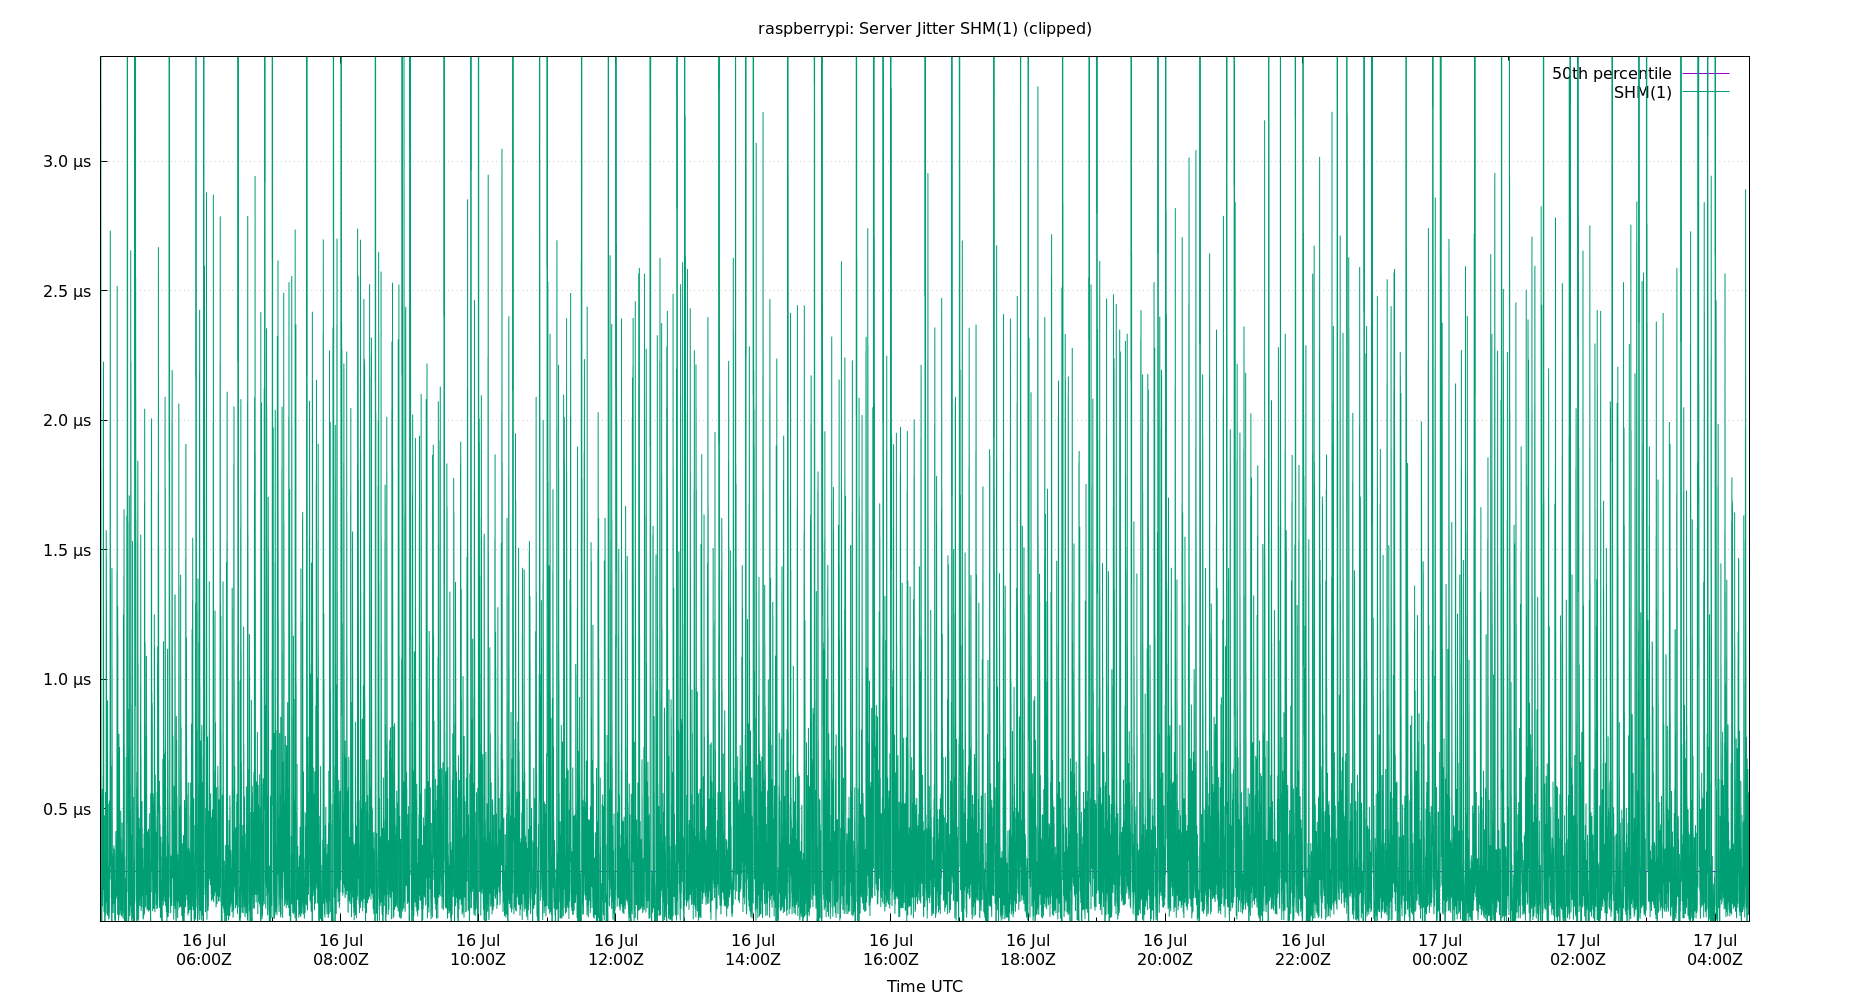 raspberrypi: Server Jitter SHM(1) (clipped)
50th percentile
SHM(1)
3.0 µs
2.5 µs
2.0 µs
1.5 µs
1.0 µs
0.5 µs
16 Jul 16 Jul 16 Jul 16 Jul 16 Jul 16 Jul 16 Jul 16 Jul 16 Jul 17 Jul 17 Jul 17 Jul
06:00Z 08:00Z 10:00Z 12:00Z 14:00Z 16:00Z 18:00Z 20:00Z 22:00Z 00:00Z 02:00Z 04:00Z
Time UTC